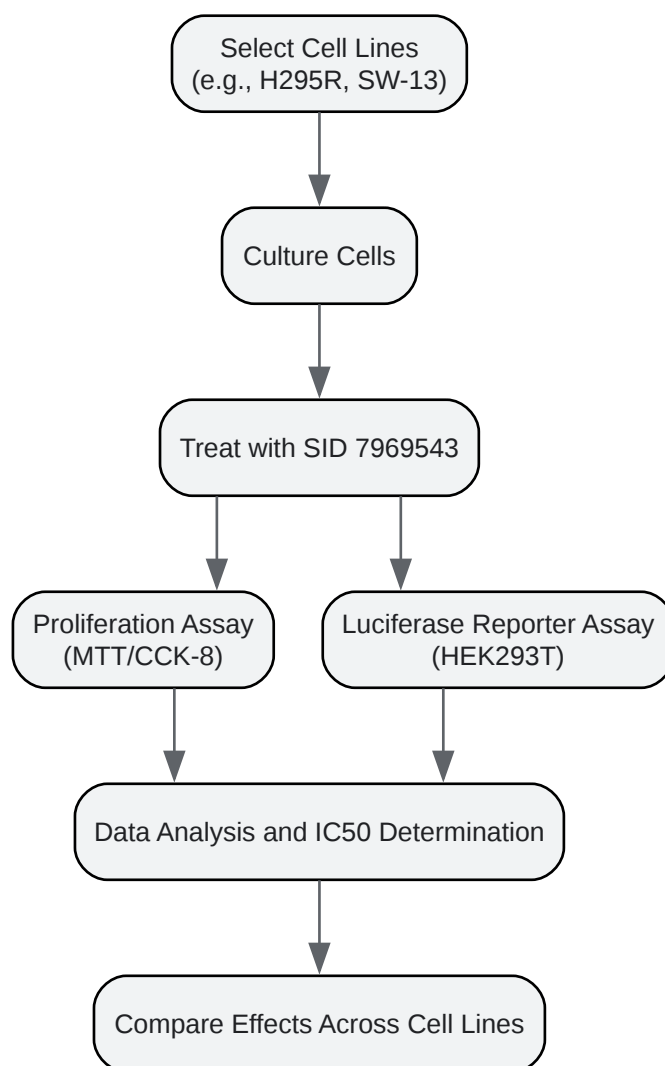 Select Cell Lines
(e.g., H295R, SW-13)
Culture Cells
Treat with SID 7969543
Proliferation Assay
(MTT/CCK-8)
Luciferase Reporter Assay
(HEK293T)
Data Analysis and IC50 Determination
Compare Effects Across Cell Lines